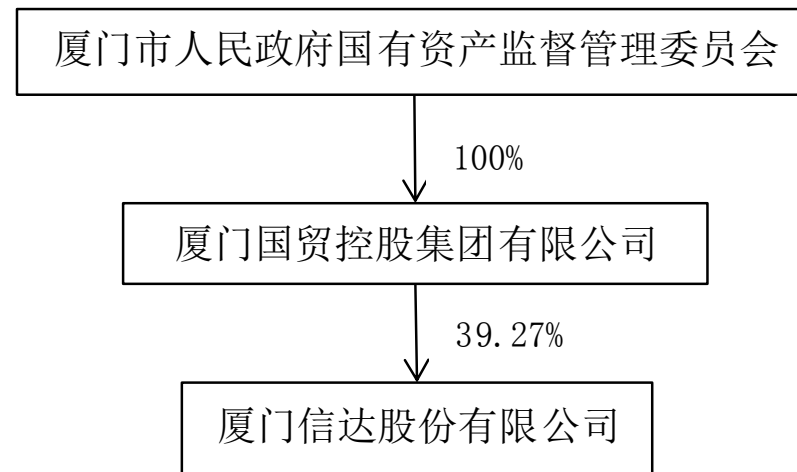 厦门市人民政府国有资产监督管理委员会
100%
厦门国贸控股集团有限公司
39.27%
厦门信达股份有限公司